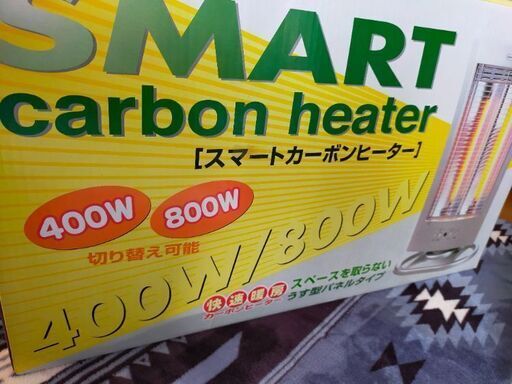 SMART
carbon heater
[スマートカーボンヒーター]
400W 800W
切り替え可能
400W/800W
快速暖房
カーボンヒーター
スペースを取らない
うす型パネルタイプ